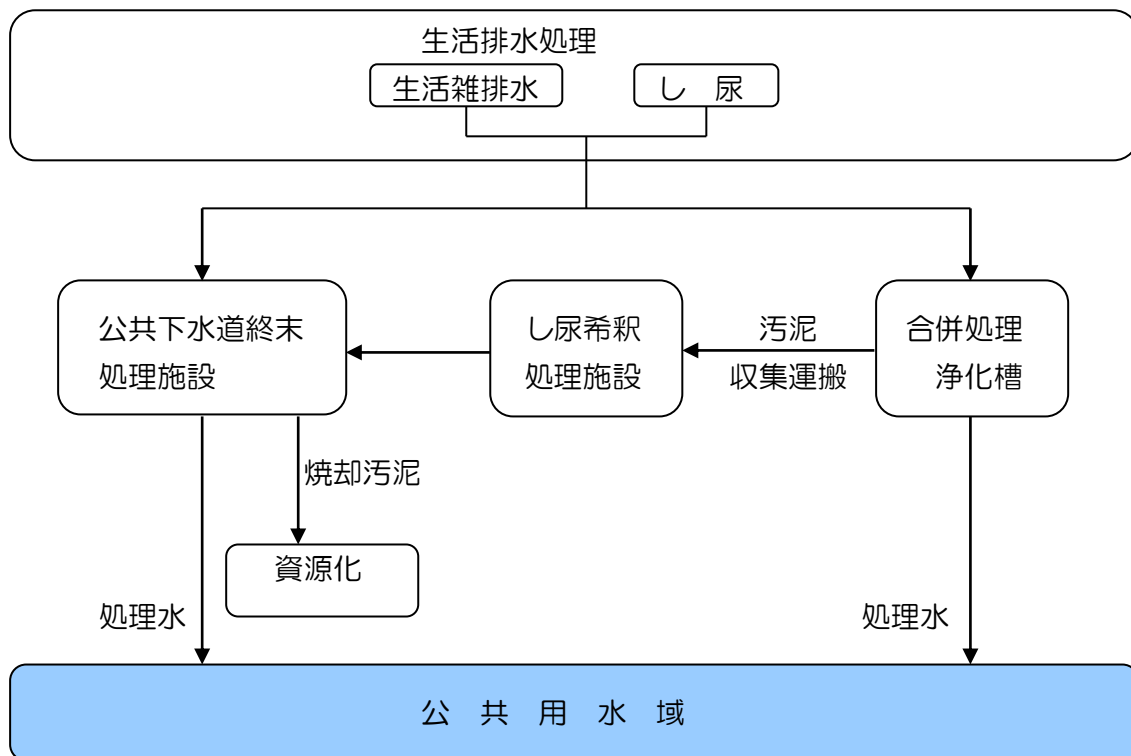 生活排水処理
生活雑排水
し 尿
公共下水道終末
処理施設
し尿希釈
処理施設
汚泥
収集運搬
合併処理
浄化槽
焼却汚泥
資源化
処理水
処理水
公 共 用 水 域